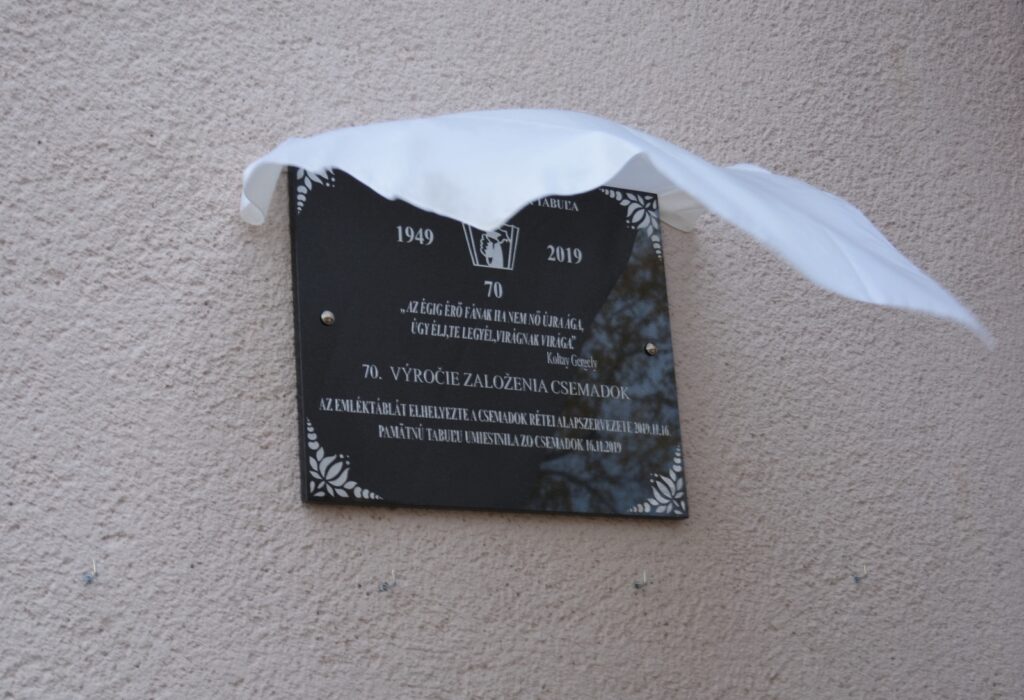 TABUĽA
1949 2019
70
„AZ ÉGIG ÉRŐ FÁNAK HA NEM NŐ ÚJRA ÁGA,
ÚGY ÉLJ,TE LEGYÉL,VIRÁGNAK VIRÁGA."
Koltay Gergely
70. VÝROČIE ZALOŽENIA CSEMADOK
AZ EMLÉKTÁBLÁT ELHELYEZTE A CSEMADOK RÉTEI ALAPSZERVEZETE 2019.11.16
PAMÄTNÚ TABUĽU UMIESTNILA ZO CSEMADOK 16.11.2019